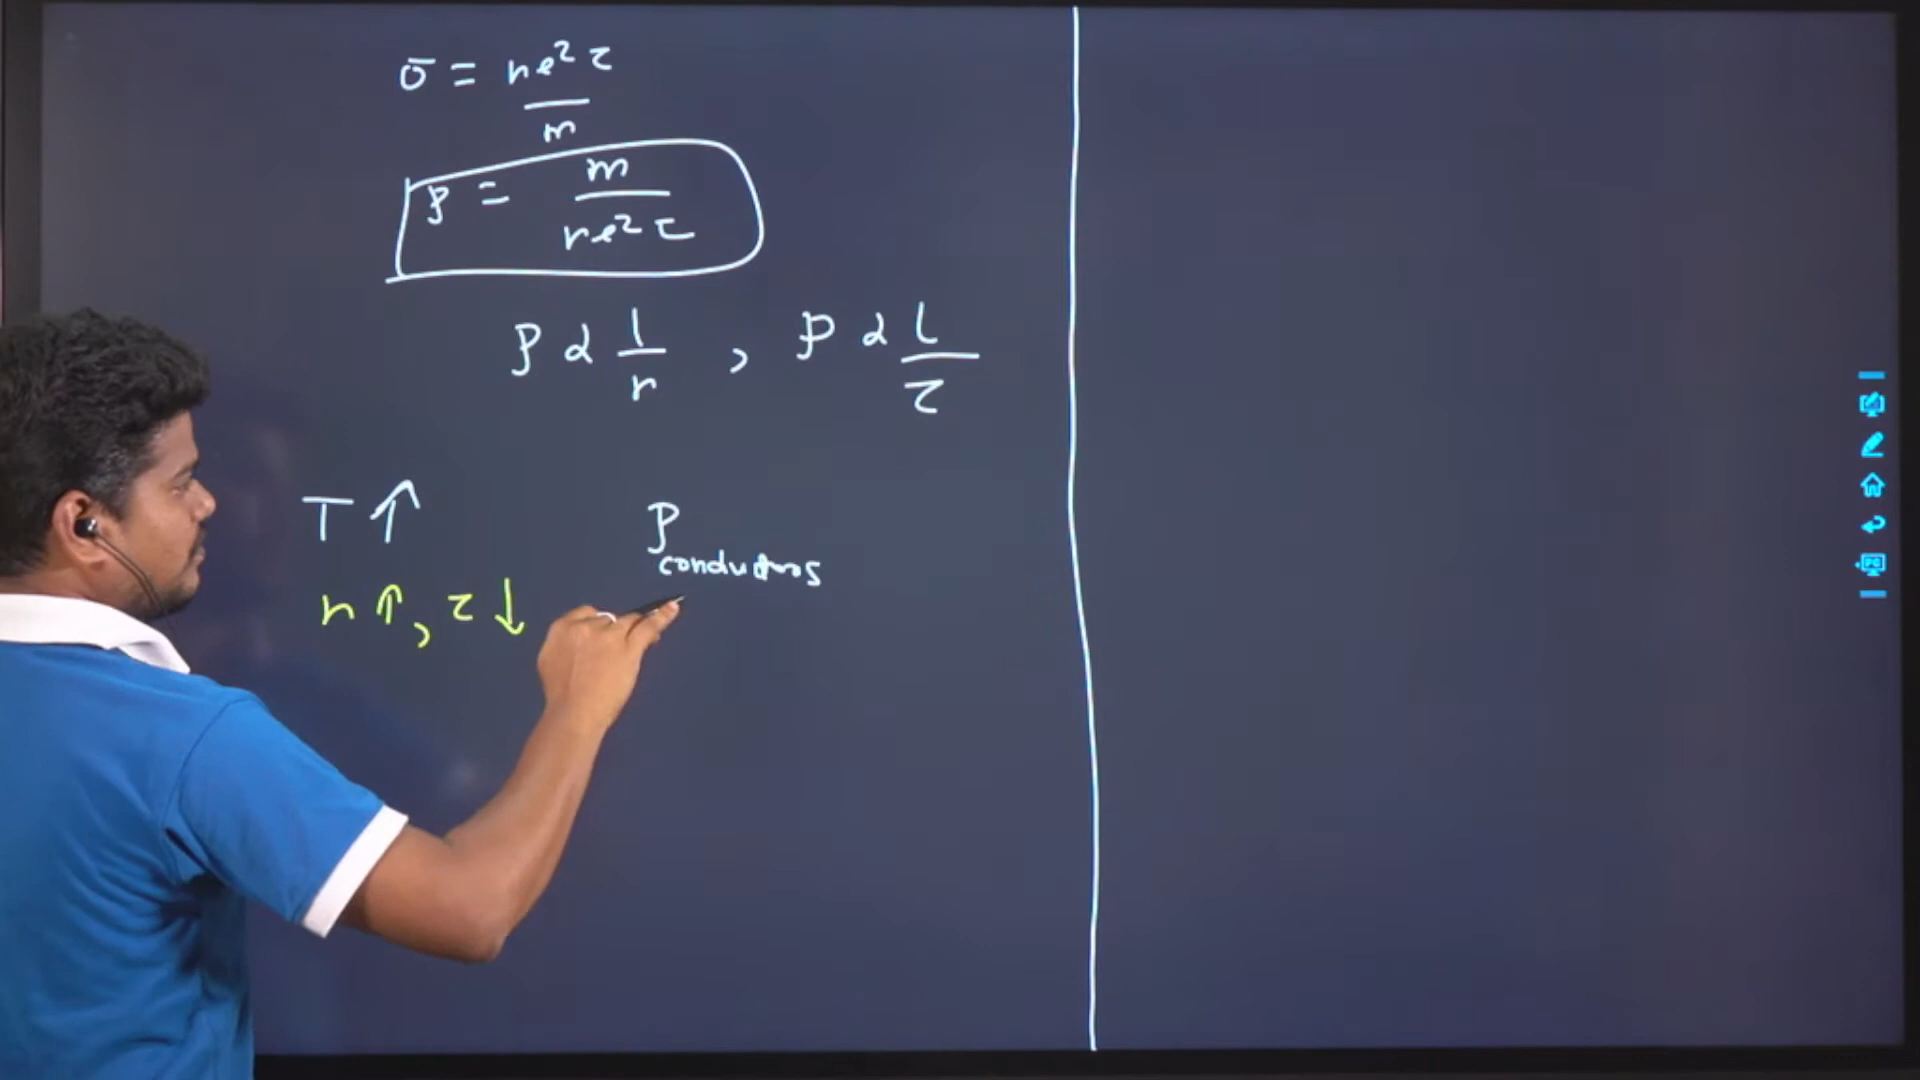 σ = ne²τ
m
ρ = m
ne²τ
ρ α 1/n , ρ α 1/τ
T ↑ ρ conductors
n ↑, τ ↓